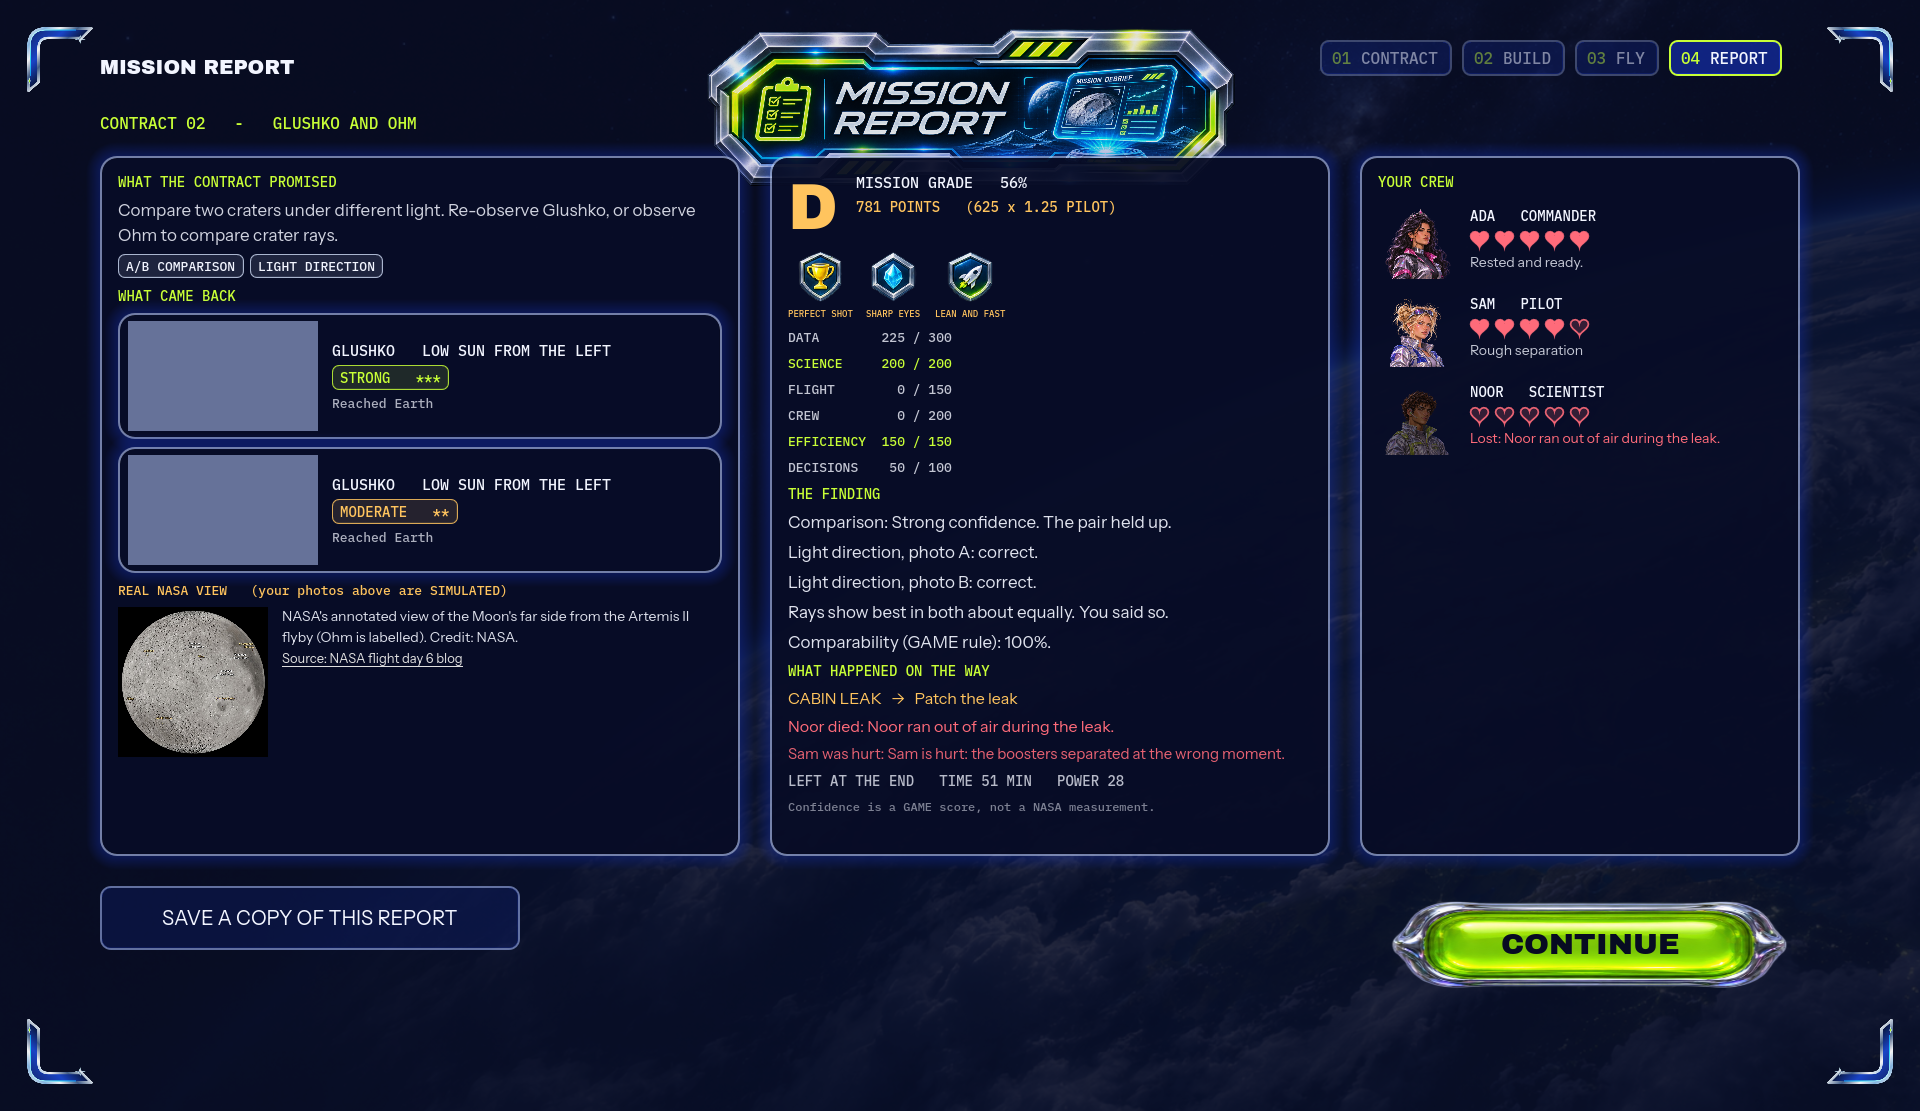 MISSION REPORT
MISSION REPORT
MISSION DEBRIEF
01 CONTRACT
02 BUILD
03 FLY
04 REPORT
CONTRACT 02 - GLUSHKO AND OHM
WHAT THE CONTRACT PROMISED
Compare two craters under different light. Re-observe Glushko, or observe
Ohm to compare crater rays.
A/B COMPARISON
LIGHT DIRECTION
WHAT CAME BACK
GLUSHKO LOW SUN FROM THE LEFT
STRONG ***
Reached Earth
GLUSHKO LOW SUN FROM THE LEFT
MODERATE **
Reached Earth
REAL NASA VIEW (your photos above are SIMULATED)
NASA's annotated view of the Moon's far side from the Artemis II
flyby (Ohm is labelled). Credit: NASA.
Source: NASA flight day 6 blog
D
MISSION GRADE 56%
781 POINTS (625 x 1.25 PILOT)
PERFECT SHOT
SHARP EYES
LEAN AND FAST
DATA 225 / 300
SCIENCE 200 / 200
FLIGHT 0 / 150
CREW 0 / 200
EFFICIENCY 150 / 150
DECISIONS 50 / 100
THE FINDING
Comparison: Strong confidence. The pair held up.
Light direction, photo A: correct.
Light direction, photo B: correct.
Rays show best in both about equally. You said so.
Comparability (GAME rule): 100%.
WHAT HAPPENED ON THE WAY
CABIN LEAK → Patch the leak
Noor died: Noor ran out of air during the leak.
Sam was hurt: Sam is hurt: the boosters separated at the wrong moment.
LEFT AT THE END TIME 51 MIN POWER 28
Confidence is a GAME score, not a NASA measurement.
YOUR CREW
ADA COMMANDER
Rested and ready.
SAM PILOT
Rough separation
NOOR SCIENTIST
Lost: Noor ran out of air during the leak.
SAVE A COPY OF THIS REPORT
CONTINUE